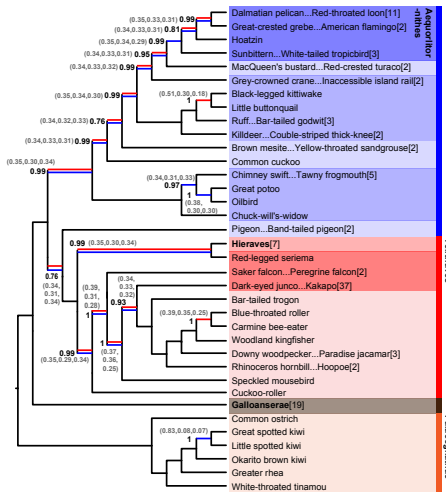 Dalmatian pelican...Red-throated loon[11]
Great-crested grebe...American flamingo[2]
Hoatzin
Sunbittern...White-tailed tropicbird[3]
MacQueen's bustard...Red-crested turaco[2]
Grey-crowned crane...Inaccessible island rail[2]
Black-legged kittiwake
Little buttonquail
Ruff...Bar-tailed godwit[3]
Killdeer...Couble-striped thick-knee[2]
Brown mesite...Yellow-throated sandgrouse[2]
Common cuckoo
Chimney swift...Tawny frogmouth[5]
Great potoo
Oilbird
Chuck-will's-widow
Pigeon...Band-tailed pigeon[2]
Hieraves[7]
Red-legged seriema
Saker falcon...Peregrine falcon[2]
Dark-eyed junco...Kakapo[37]
Bar-tailed trogon
Blue-throated roller
Carmine bee-eater
Woodland kingfisher
Downy woodpecker...Paradise jacamar[3]
Rhinoceros hornbill...Hoopoe[2]
Speckled mousebird
Cuckoo-roller
Galloanserae[19]
Common ostrich
Great spotted kiwi
Little spotted kiwi
Okarito brown kiwi
Greater rhea
White-throated tinamou
Aequorlitor
-nithes
(0.35,0.33,0.31) 0.99
(0.34,0.33,0.31) 0.81
(0.35,0.34,0.29) 0.99
(0.34,0.33,0.31) 0.95
(0.34,0.33,0.32) 0.99
(0.35,0.34,0.30) 0.99
(0.51,0.30,0.18)
1
(0.34,0.32,0.33) 0.76
(0.34,0.33,0.31) 0.99
(0.35,0.30,0.34)
0.99
(0.34,0.31,0.33)
0.97
1
(0.38,
0.30,0.30)
0.99 (0.35,0.30,0.34)
0.76
(0.34,
0.31,
0.34)
(0.39,
0.31,
0.28)
1
(0.34,
0.33,
0.32)
0.93
(0.39,0.35,0.25)
1
0.99
(0.35,0.29,0.34)
1
(0.37,
0.36,
0.25)
(0.83,0.08,0.07)
1